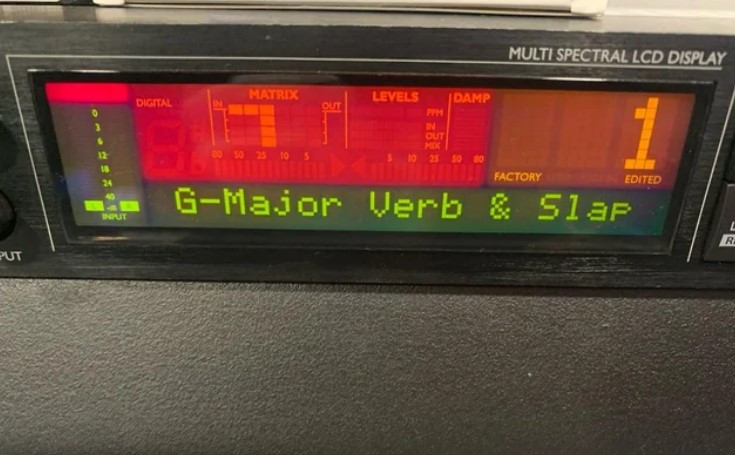 MULTI SPECTRAL LCD DISPLAY
DIGITAL MATRIX LEVELS DAMP
IN OUT PPM
0
3
6
12
18
24
40
dB
INPUT
7
IN
OUT
MIX
80 50 25 10 5 5 10 25 50 80
1
FACTORY EDITED
G-Major Verb & Slap
PUT